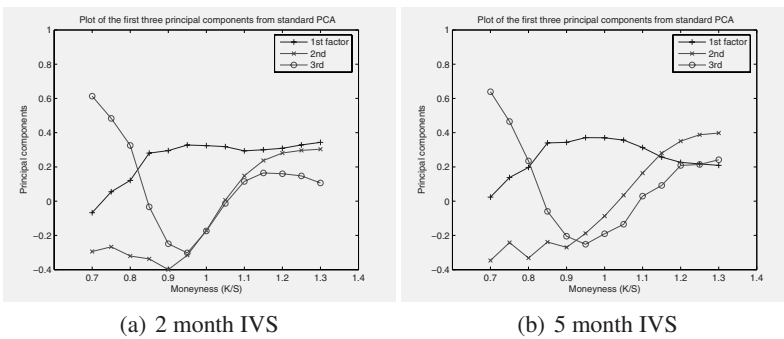 Plot of the first three principal components from standard PCA
1
0.8
0.6
0.4
0.2
0
−0.2
−0.4
Principal components
1st factor
2nd
3rd
0.7 0.8 0.9 1 1.1 1.2 1.3 1.4
Moneyness (K/S)
(a) 2 month IVS
Plot of the first three principal components from standard PCA
1
0.8
0.6
0.4
0.2
0
−0.2
−0.4
Principal components
1st factor
2nd
3rd
0.7 0.8 0.9 1 1.1 1.2 1.3 1.4
Moneyness (K/S)
(b) 5 month IVS